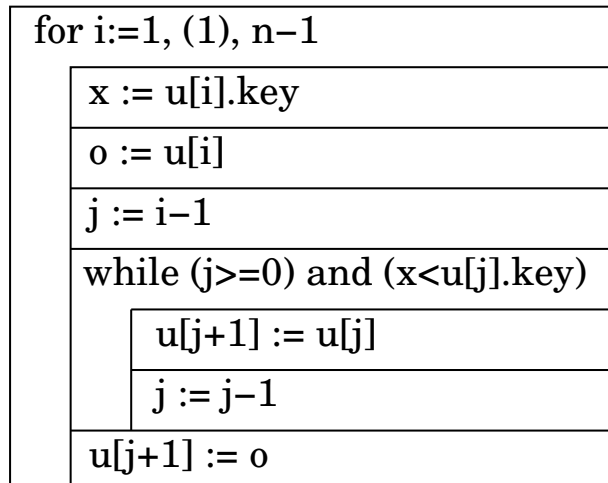 for i:=1, (1), n−1
x := u[i].key
o := u[i]
j := i−1
while (j>=0) and (x<u[j].key)
u[j+1] := u[j]
j := j−1
u[j+1] := o